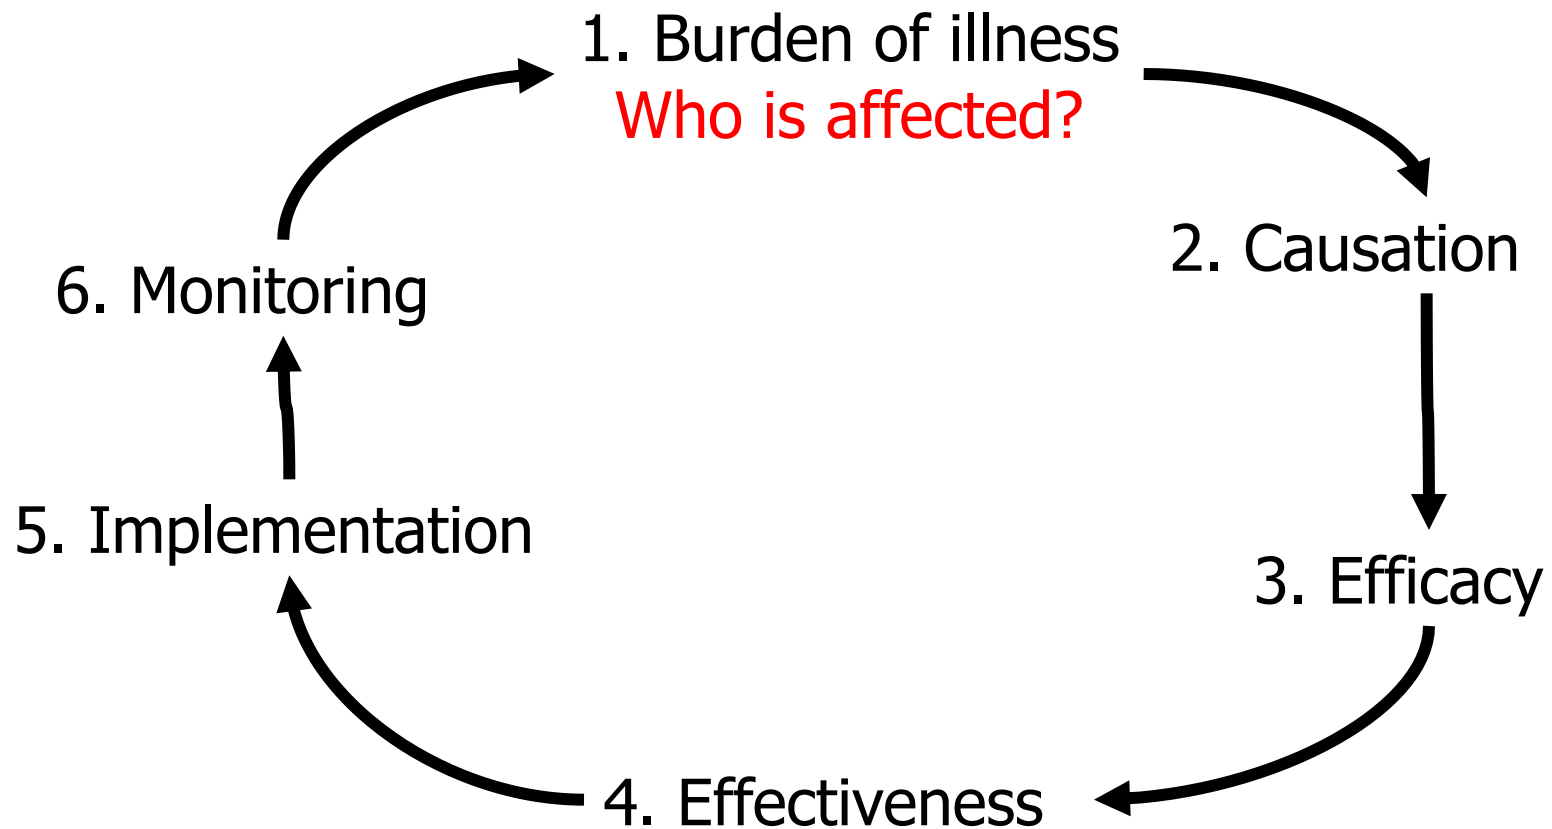 1. Burden of illness
Who is affected?
2. Causation
3. Efficacy
4. Effectiveness
5. Implementation
6. Monitoring